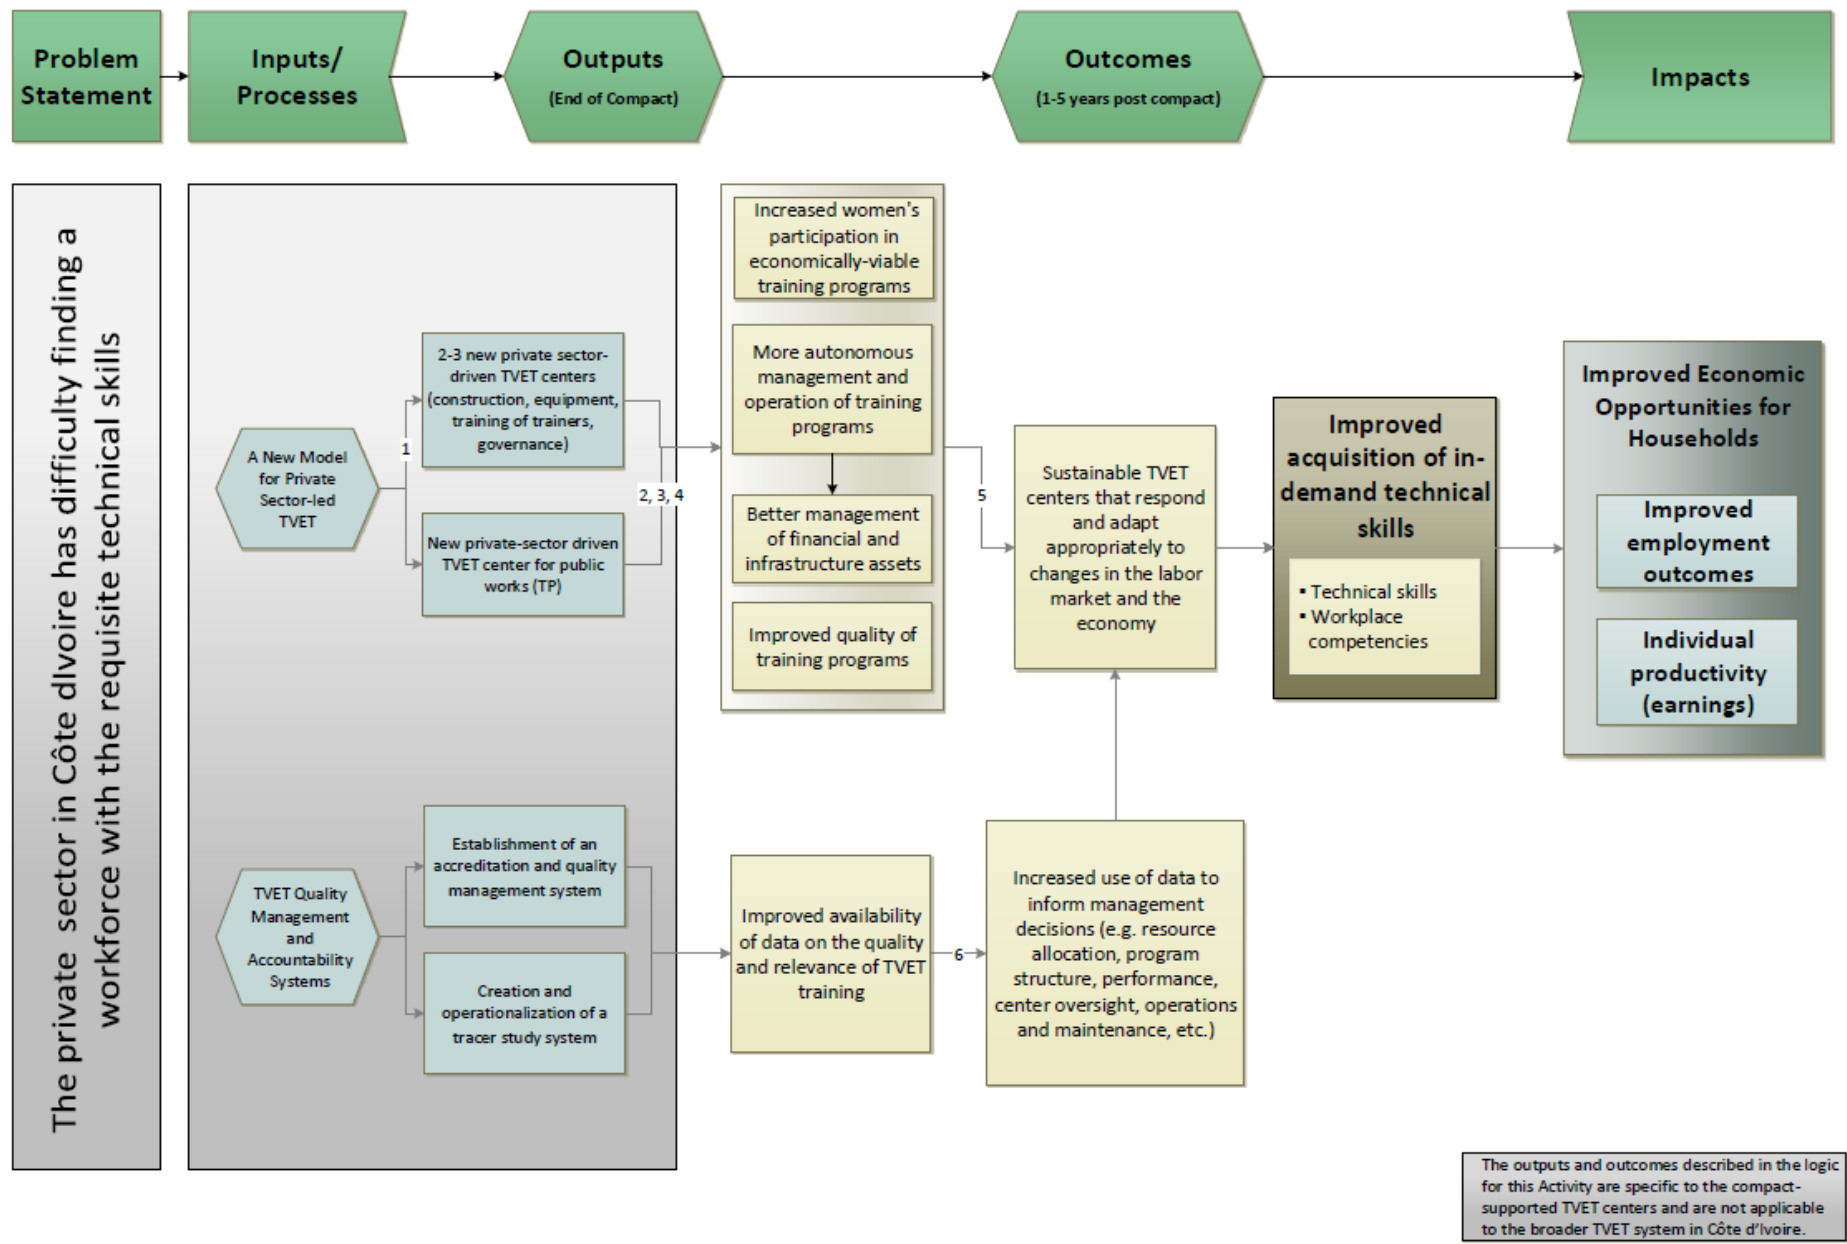 Problem
Statement
Inputs/
Processes
Outputs
(End of Compact)
Outcomes
(1-5 years post compact)
Impacts
The private sector in Côte dIvoire has difficulty finding a
workforce with the requisite technical skills
A New Model
for Private
Sector-led
TVET
1
2-3 new private sector-
driven TVET centers
(construction, equipment,
training of trainers,
governance)
New private-sector driven
TVET center for public
works (TP)
2, 3, 4
Increased women's
participation in
economically-viable
training programs
More autonomous
management and
operation of training
programs
Better management
of financial and
infrastructure assets
Improved quality of
training programs
5
Sustainable TVET
centers that respond
and adapt
appropriately to
changes in the labor
market and the
economy
Improved
acquisition of in-
demand technical
skills
▪ Technical skills
▪ Workplace
competencies
Improved Economic
Opportunities for
Households
Improved
employment
outcomes
Individual
productivity
(earnings)
TVET Quality
Management
and
Accountability
Systems
Establishment of an
accreditation and quality
management system
Creation and
operationalization of a
tracer study system
Improved availability
of data on the quality
and relevance of TVET
training
6
Increased use of data to
inform management
decisions (e.g. resource
allocation, program
structure, performance,
center oversight, operations
and maintenance, etc.)
The outputs and outcomes described in the logic
for this Activity are specific to the compact-
supported TVET centers and are not applicable
to the broader TVET system in Côte d'Ivoire.